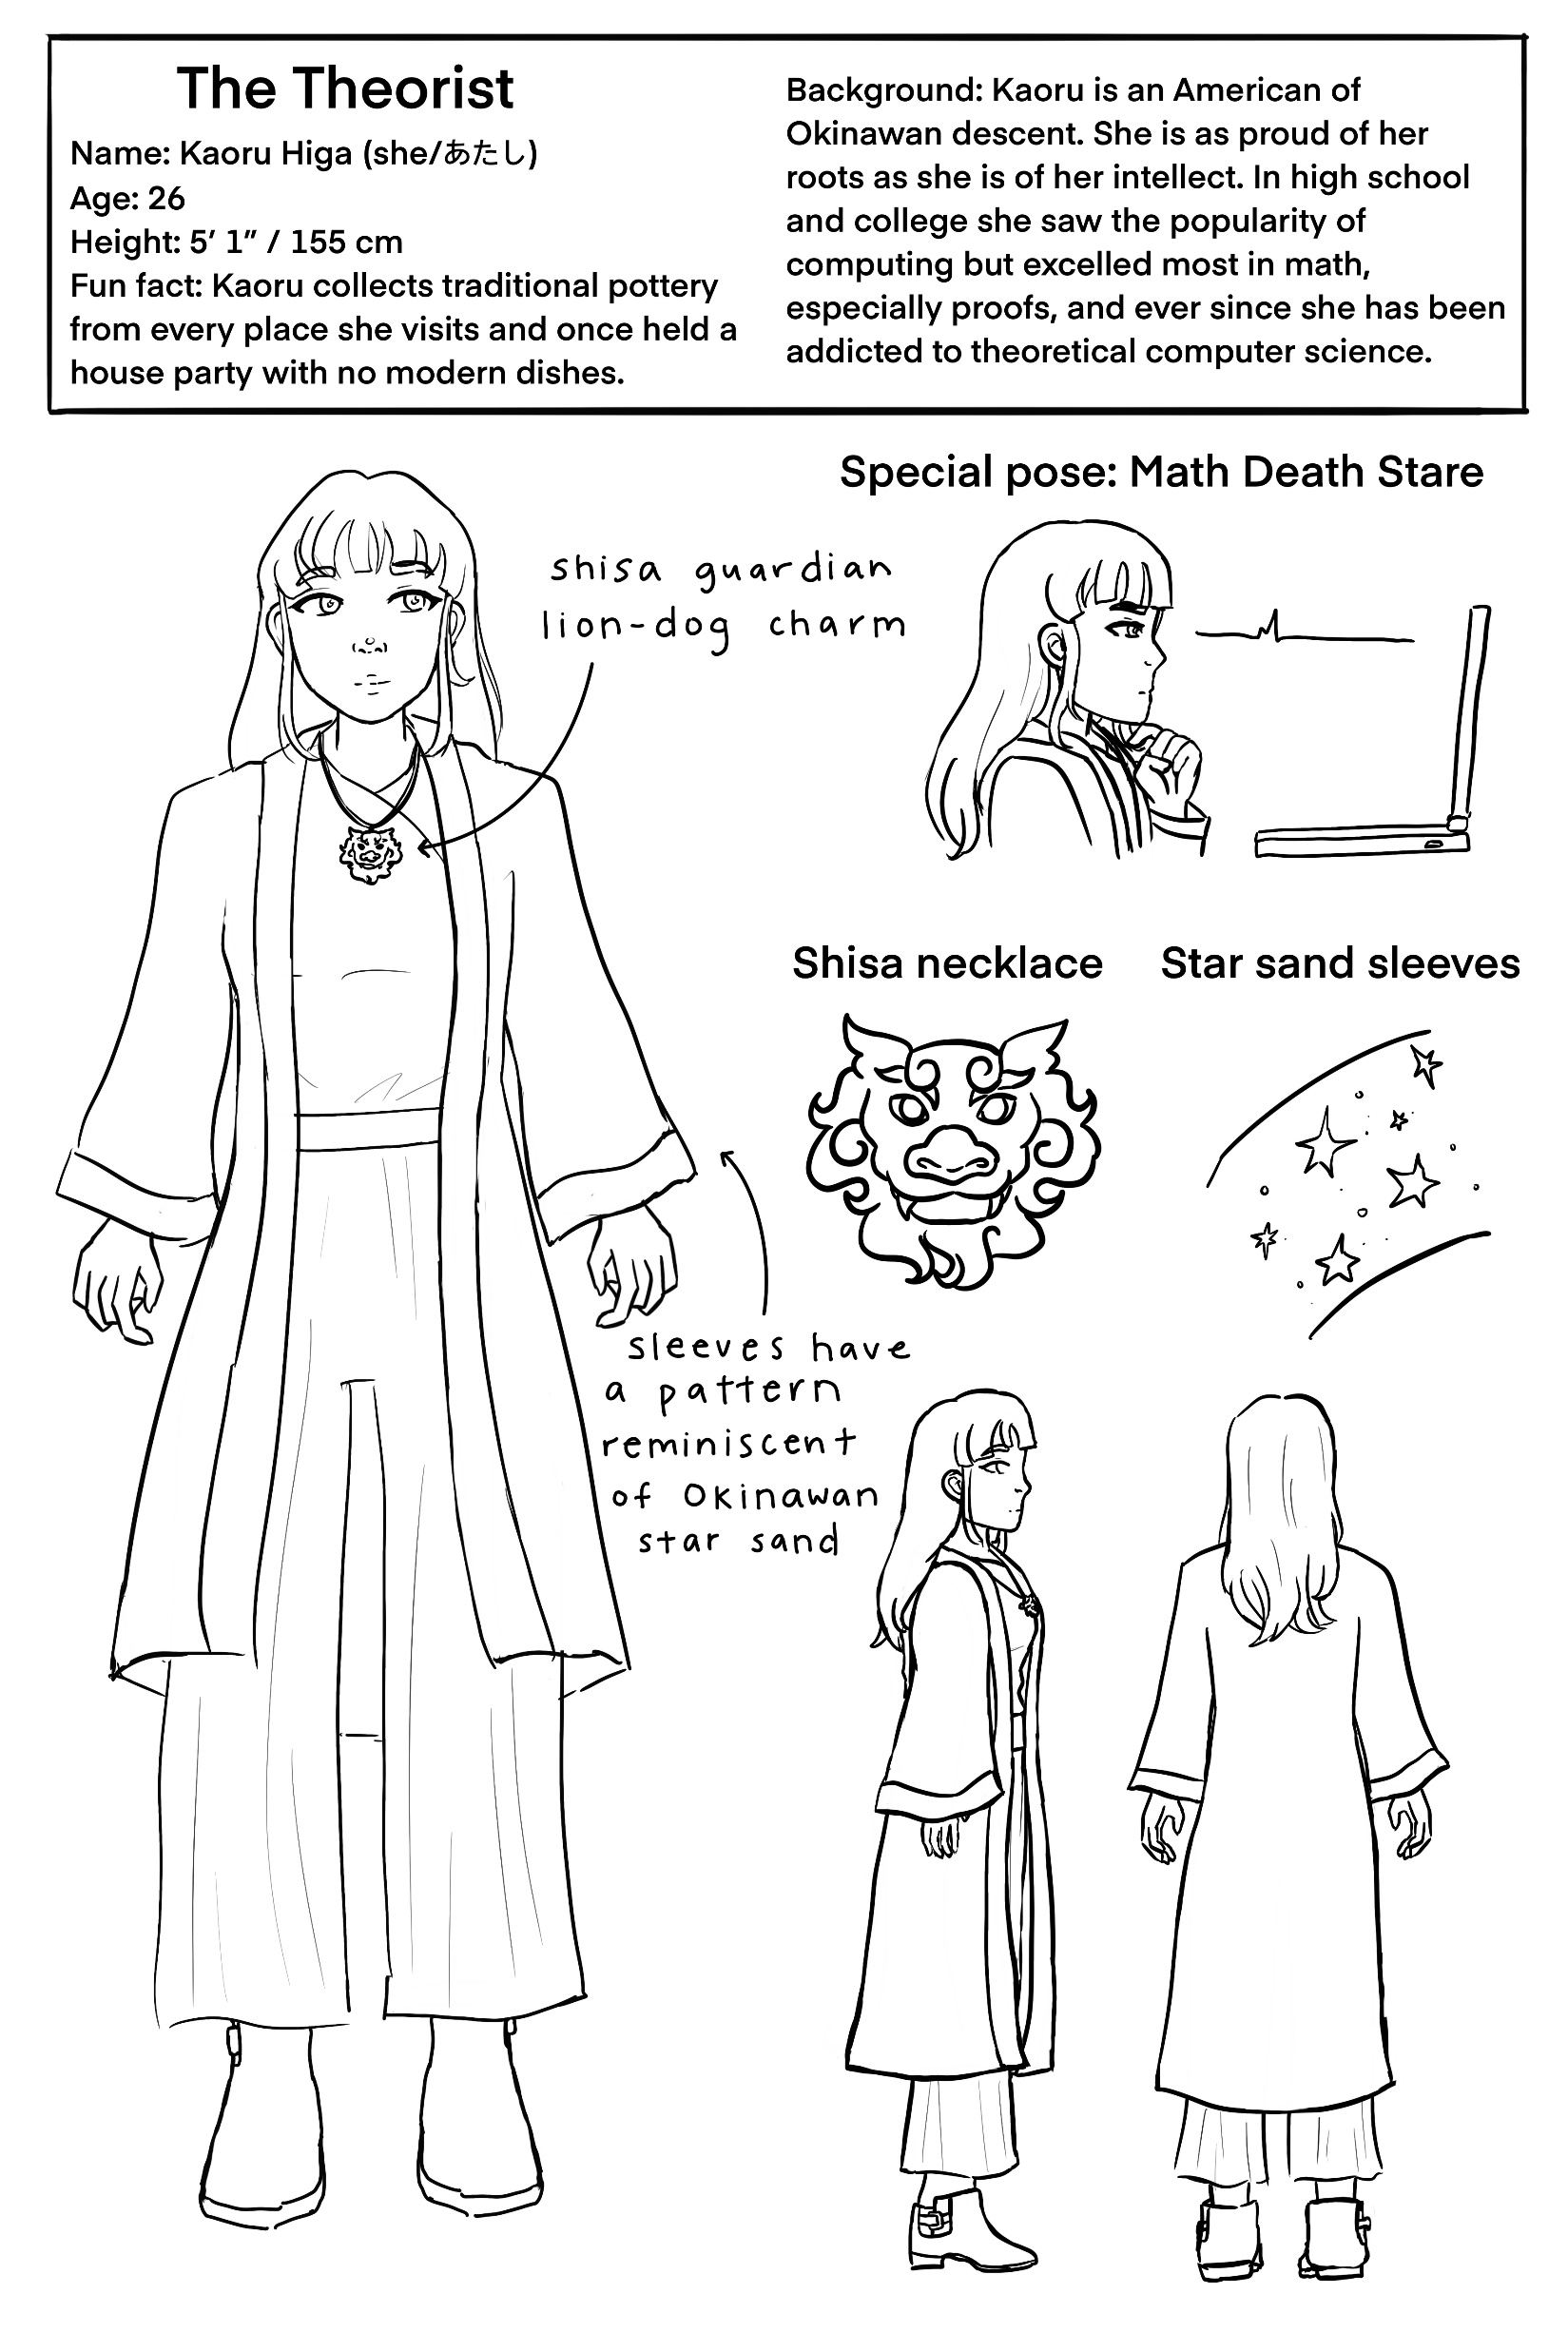 The Theorist
Name: Kaoru Higa (she/あたし)
Age: 26
Height: 5’ 1” / 155 cm
Fun fact: Kaoru collects traditional pottery
from every place she visits and once held a
house party with no modern dishes.
Background: Kaoru is an American of
Okinawan descent. She is as proud of her
roots as she is of her intellect. In high school
and college she saw the popularity of
computing but excelled most in math,
especially proofs, and ever since she has been
addicted to theoretical computer science.
Special pose: Math Death Stare
shisa guardian
lion-dog charm
Shisa necklace
Star sand sleeves
sleeves have
a pattern
reminiscent
of Okinawan
star sand